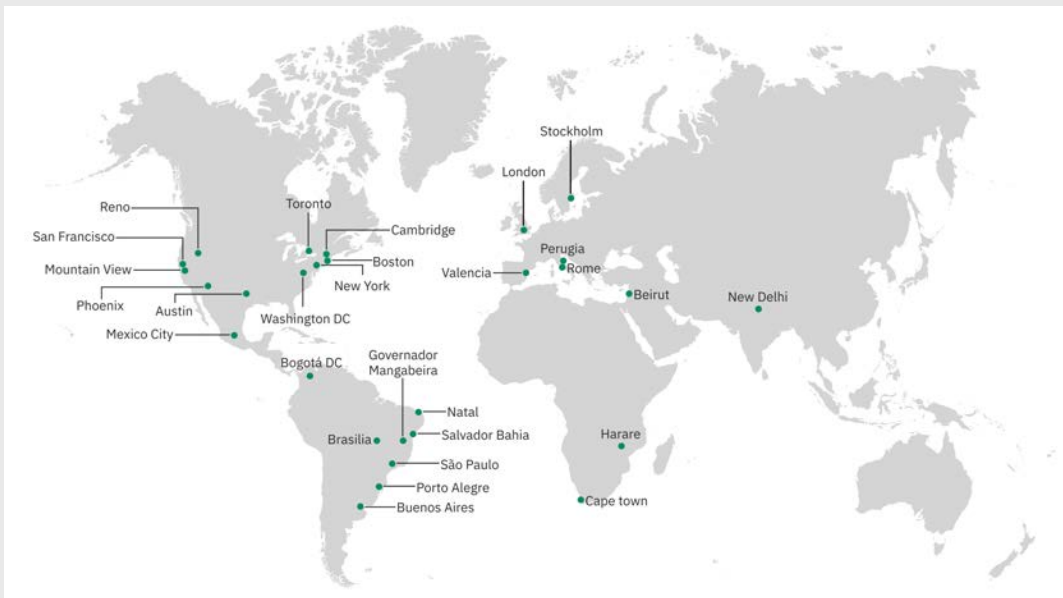 Stockholm
London
Reno
Toronto
San Francisco
Cambridge
Mountain View
Boston
Perugia
Rome
Valencia
New York
Phoenix
Austin
Washington DC
Beirut
New Delhi
Mexico City
Bogotá DC
Governador
Mangabeira
Natal
Brasilia
Salvador Bahia
Harare
São Paulo
Porto Alegre
Buenos Aires
Cape town